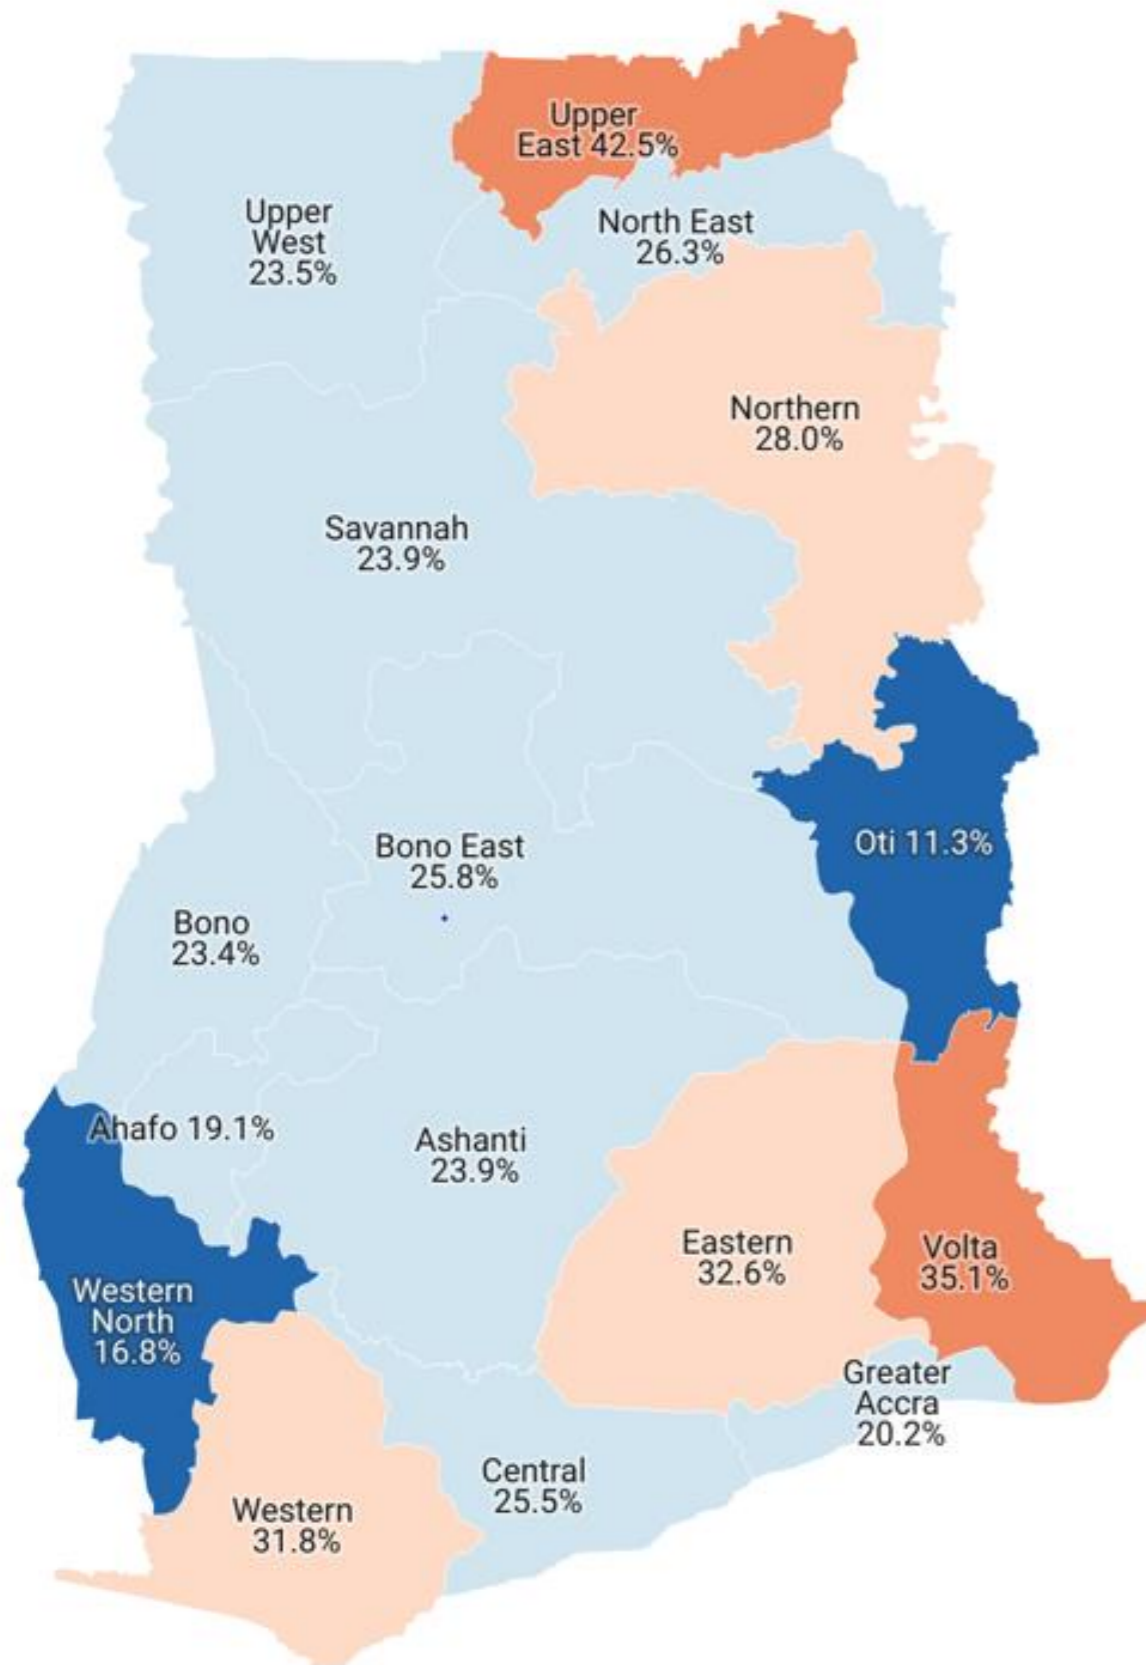 Upper
East 42.5%
Upper
West
23.5%
North East
26.3%
Northern
28.0%
Savannah
23.9%
Oti 11.3%
Bono East
25.8%
Bono
23.4%
Ahafo 19.1%
Ashanti
23.9%
Eastern
32.6%
Volta
35.1%
Western
North
16.8%
Greater
Accra
20.2%
Central
25.5%
Western
31.8%